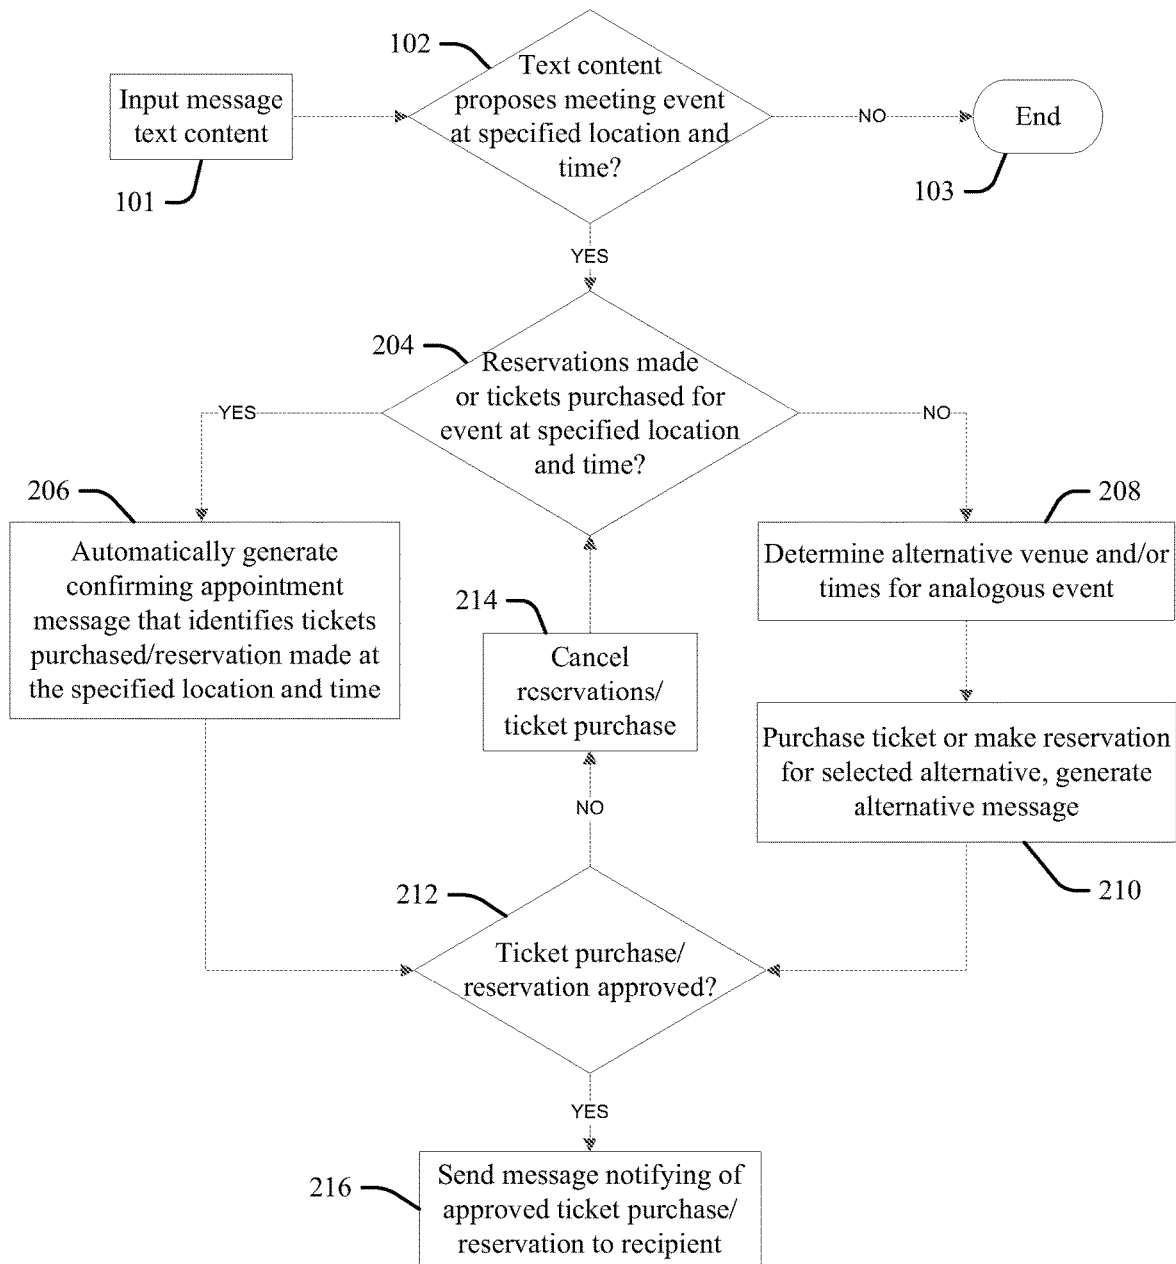 102
Text content
proposes meeting event
at specified location and
time?
Input message
text content
101
NO
End
103
YES
204
Reservations made
or tickets purchased for
event at specified location
and time?
YES
NO
206
Automatically generate
confirming appointment
message that identifies tickets
purchased/reservation made at
the specified location and time
208
Determine alternative venue and/or
times for analogous event
214
Cancel
reservations/
ticket purchase
Purchase ticket or make reservation
for selected alternative, generate
alternative message
210
NO
212
Ticket purchase/
reservation approved?
YES
216
Send message notifying of
approved ticket purchase/
reservation to recipient